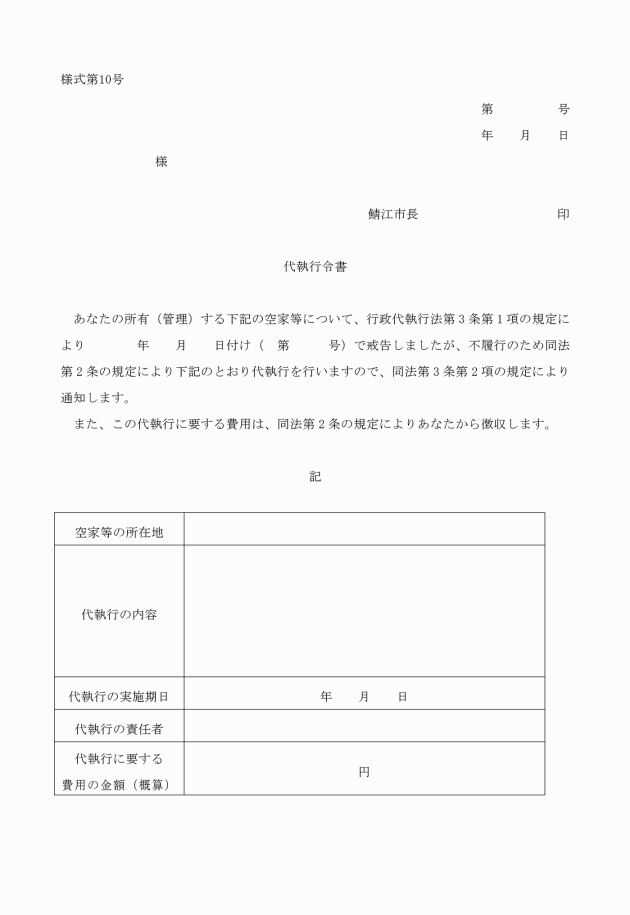 様式第10号
第　　　　　号
年　　月　　日
様
鯖江市長　　　　　　　　　　　印
代執行令書
あなたの所有（管理）する下記の空家等について、行政代執行法第３条第１項の規定に
より　　　　年　　月　　日付け（　第　　　号）で戒告しましたが、不履行のため同法
第２条の規定により下記のとおり代執行を行いますので、同法第３条第２項の規定により
通知します。
また、この代執行に要する費用は、同法第２条の規定によりあなたから徴収します。
記
空家等の所在地
代執行の内容
代執行の実施期日　　年　　月　　日
代執行の責任者
代執行に要する
費用の金額（概算）
円